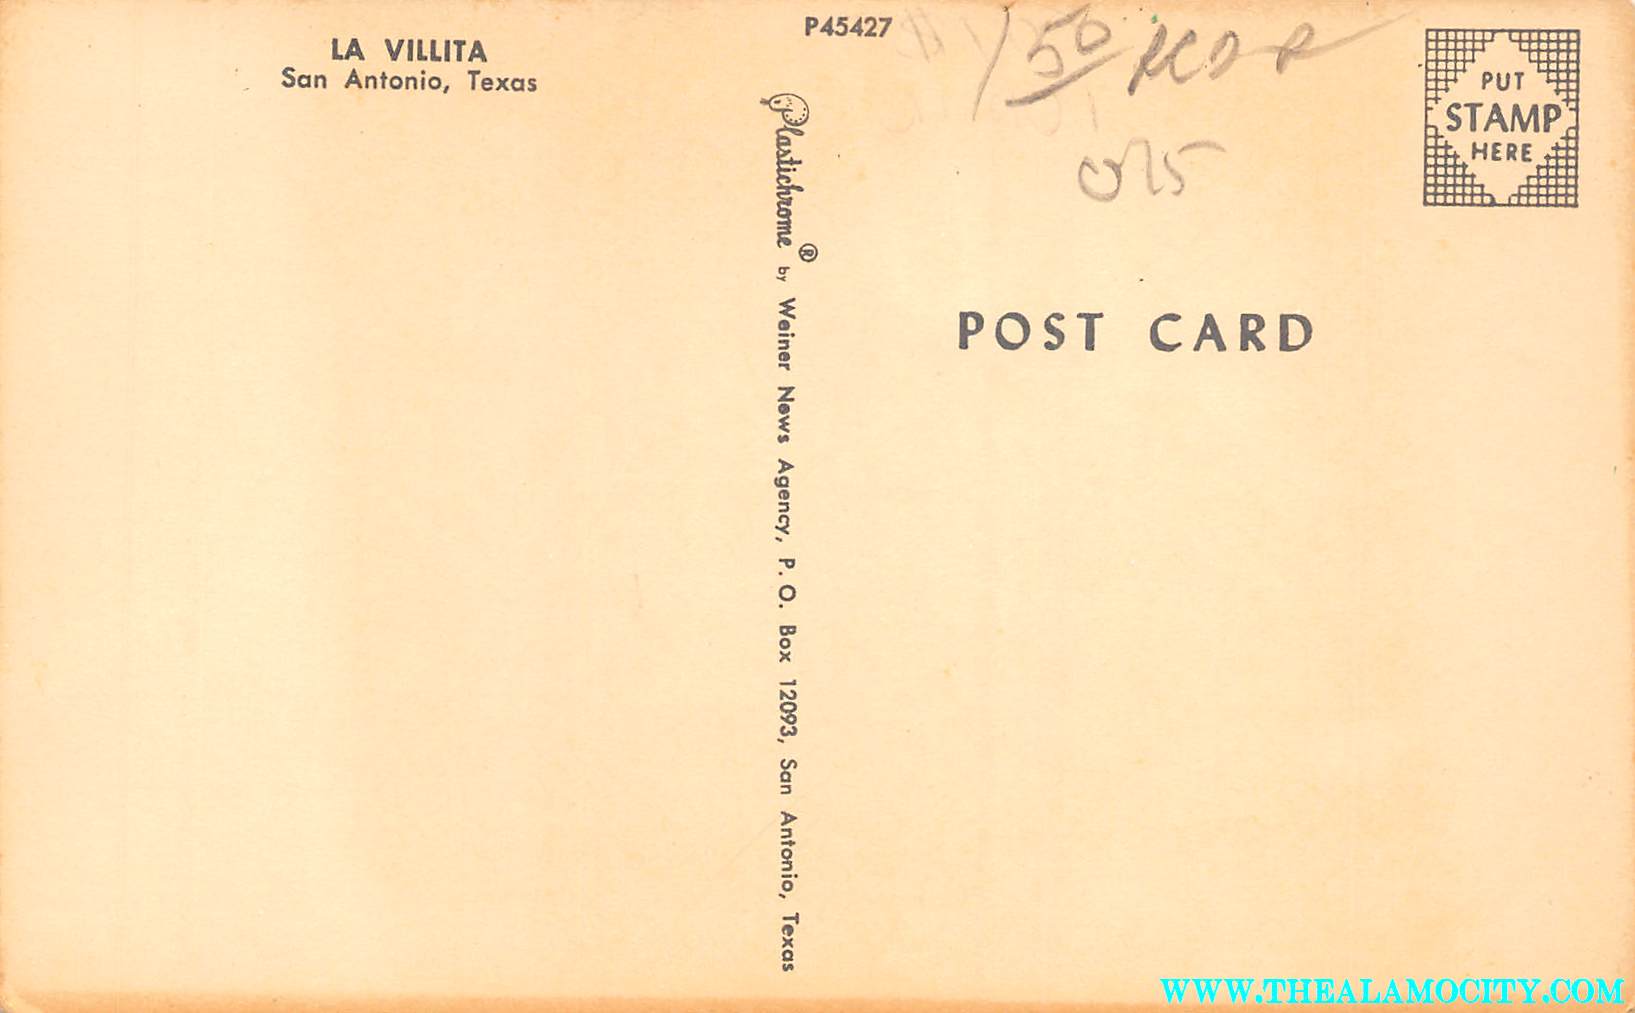 LA VILLITA
San Antonio, Texas
P45427
Plastichrome® by Weiner News Agency, P. O. Box 12093, San Antonio, Texas
PUT
STAMP
HERE
POST CARD
WWW.THEALAMOCITY.COM